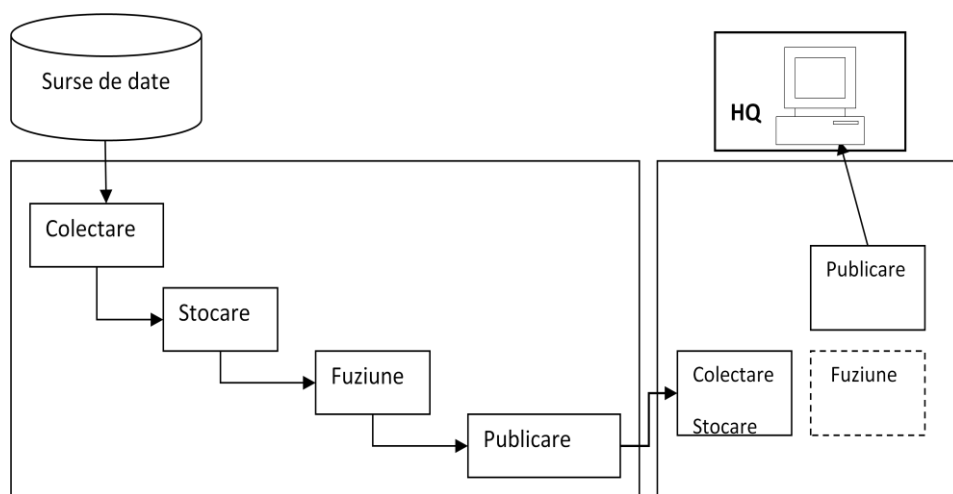 Surse de date
HQ
Colectare
Stocare
Fuziune
Publicare
Publicare
Colectare
Stocare
Fuziune